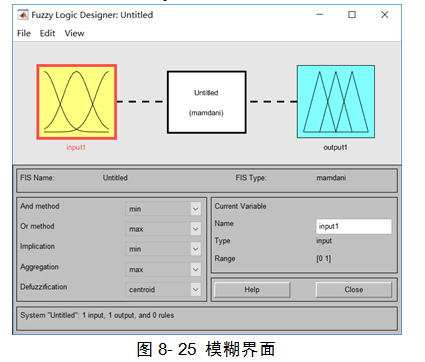 Fuzzy Logic Designer: Untitled
File Edit View
Untitled
(mamdani)
input1
output1
FIS Name: Untitled FIS Type: mamdani
And method min
Or method max
Implication min
Aggregation max
Defuzzification centroid
Current Variable
Name input1
Type input
Range [0 1]
Help Close
System "Untitled": 1 input, 1 output, and 0 rules
图 8- 25 模糊界面